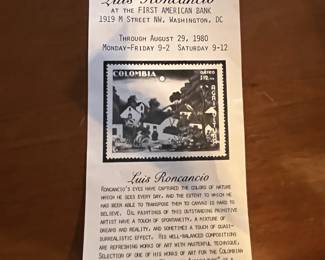 Luis Roncancio
AT THE FIRST AMERICAN BANK
1919 M STREET NW, WASHINGTON, DC
THROUGH AUGUST 29, 1980
MONDAY-FRIDAY 9-2 SATURDAY 9-12
COLOMBIA
AEREO
AGRI
Luis Roncancio
RONCANCIO'S EYES HAVE CAPTURED THE COLORS OF NATURE
WHICH HE SEES EVERY DAY, AND THE EXTENT TO WHICH HE
HAS BEEN ABLE TO TRANSPOSE THEM TO CANVAS IS HARD TO
BELIEVE. OIL PAINTINGS OF THIS OUTSTANDING PRIMITIVE
ARTIST HAVE A TOUCH OF SPONTANEITY, A MIXTURE OF
DREAMS AND REALITY, AND SOMETIMES A TOUCH OF QUASI-
SURREALISTIC EFFECT. HIS WELL-BALANCED COMPOSITIONS
ARE REFRESHING WORKS OF ART WITH MASTERFUL TECHNIQUE.
SELECTION OF ONE OF HIS WORKS OF ART FOR THE COLOMBIAN